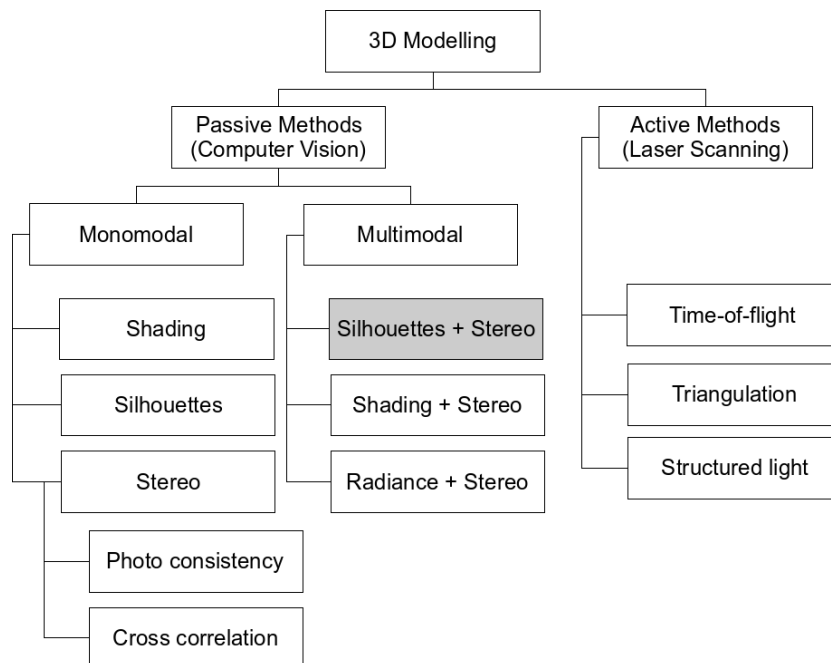 3D Modelling
Passive Methods
(Computer Vision)
Active Methods
(Laser Scanning)
Monomodal
Multimodal
Shading
Silhouettes + Stereo
Time-of-flight
Silhouettes
Shading + Stereo
Triangulation
Stereo
Radiance + Stereo
Structured light
Photo consistency
Cross correlation